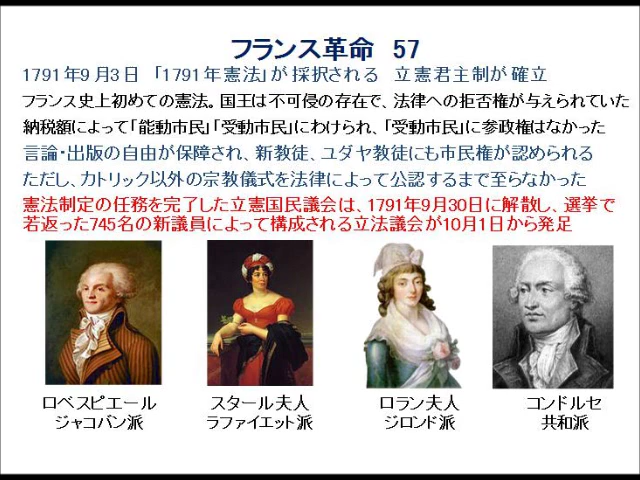 フランス革命 57
1791年9月3日 「1791年憲法」が採択される 立憲君主制が確立
フランス史上初めての憲法。国王は不可侵の存在で、法律への拒否権が与えられていた
納税額によって「能動市民」「受動市民」にわけられ、「受動市民」に参政権はなかった
言論・出版の自由が保障され、新教徒、ユダヤ教徒にも市民権が認められる
ただし、カトリック以外の宗教儀式を法律によって公認するまで至らなかった
憲法制定の任務を完了した立憲国民議会は、1791年9月30日に解散し、選挙で
若返った745名の新議員によって構成される立法議会が10月1日から発足
ロベスピエール スタール夫人 ロラン夫人 コンドルセ
ジャコバン派 ラファイエット派 ジロンド派 共和派